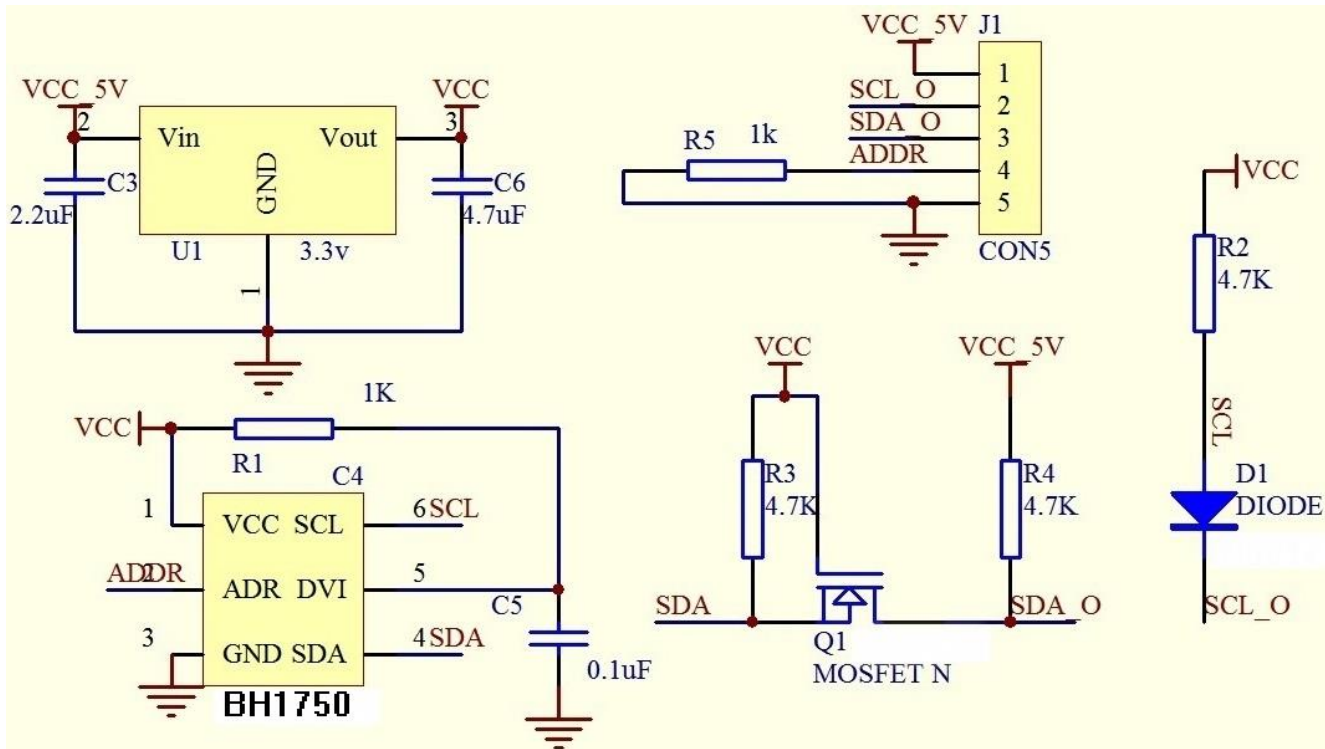 VCC_5V
2
Vin
Vout
3
VCC
C3
2.2uF
GND
C6
4.7uF
U1
3.3v
1
VCC_5V
J1
1
SCL_O
2
SDA_O
3
R5
1k
ADDR
4
5
CON5
VCC
R2
4.7K
SCL
D1
DIODE
SCL_O
VCC
1K
R1
C4
1
VCC
SCL
6
SCL
ADDR
2
ADR
DVI
5
3
GND
SDA
4
SDA
BH1750
C5
0.1uF
VCC
VCC_5V
R3
4.7K
R4
4.7K
SDA
SDA_O
Q1
MOSFET N